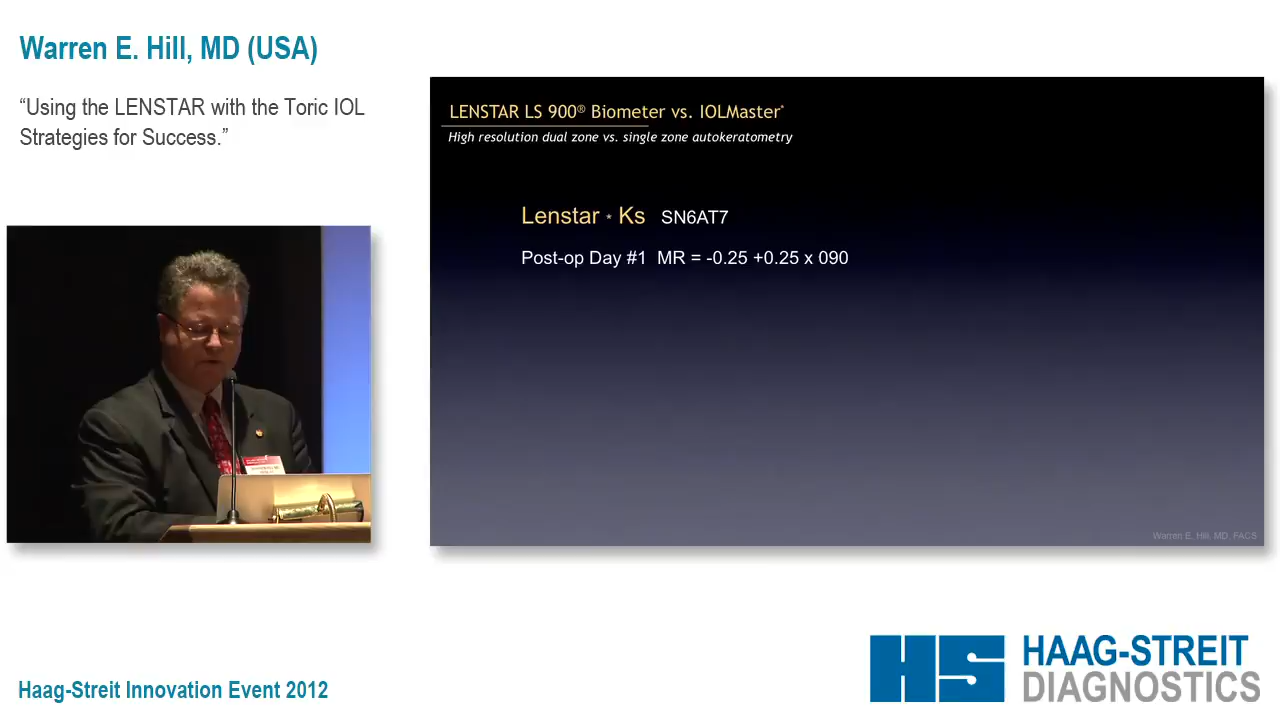 Warren E. Hill, MD (USA)
“Using the LENSTAR with the Toric IOL
Strategies for Success.”
LENSTAR LS 900® Biometer vs. IOLMaster*
High resolution dual zone vs. single zone autokeratometry
Lenstar * Ks SN6AT7
Post-op Day #1 MR = -0.25 +0.25 x 090
Warren E. Hill, MD, FACS
Haag-Streit Innovation Event 2012
HS HAAG-STREIT
DIAGNOSTICS